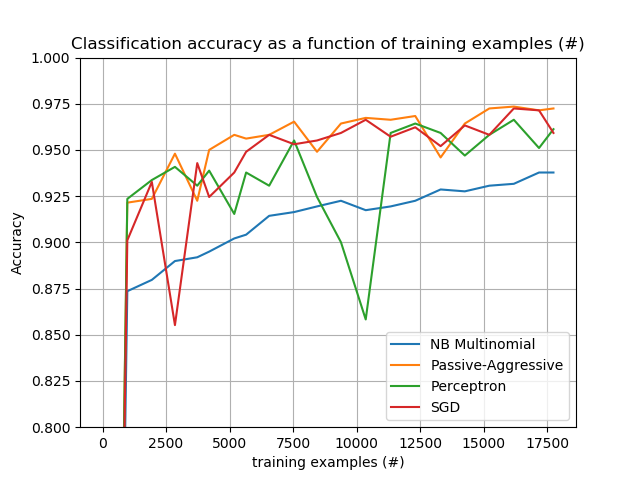 Classification accuracy as a function of training examples (#)
1.000
0.975
0.950
0.925
0.900
0.875
0.850
0.825
0.800
Accuracy
NB Multinomial
Passive-Aggressive
Perceptron
SGD
0 2500 5000 7500 10000 12500 15000 17500
training examples (#)